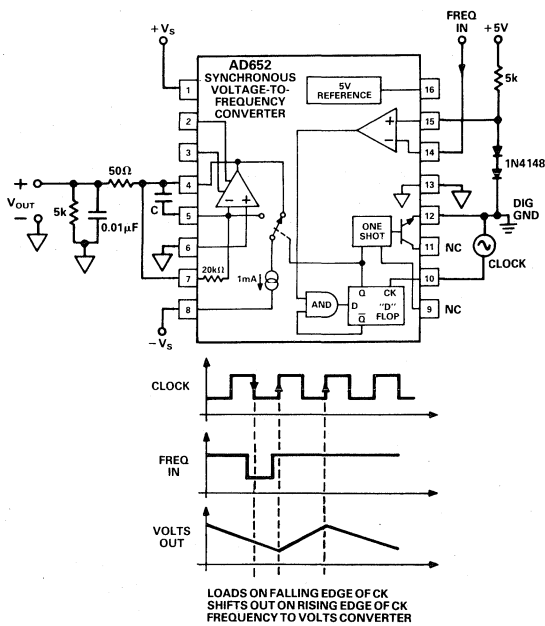 FREQ
IN
+5V
+VS
AD652
SYNCHRONOUS
VOLTAGE-TO-
FREQUENCY
CONVERTER
5V
REFERENCE
5k
1
16
2
15
3
14
1N4148
50Ω
4
13
+
VOUT
–
5k
0.01μF
C
5
12
DIG
GND
6
ONE
SHOT
11
NC
20kΩ
7
1mA
10
CLOCK
8
AND
Q
CK
D
"D"
FLOP
Q̅
9
NC
–VS
CLOCK
FREQ
IN
VOLTS
OUT
LOADS ON FALLING EDGE OF CK
SHIFTS OUT ON RISING EDGE OF CK
FREQUENCY TO VOLTS CONVERTER